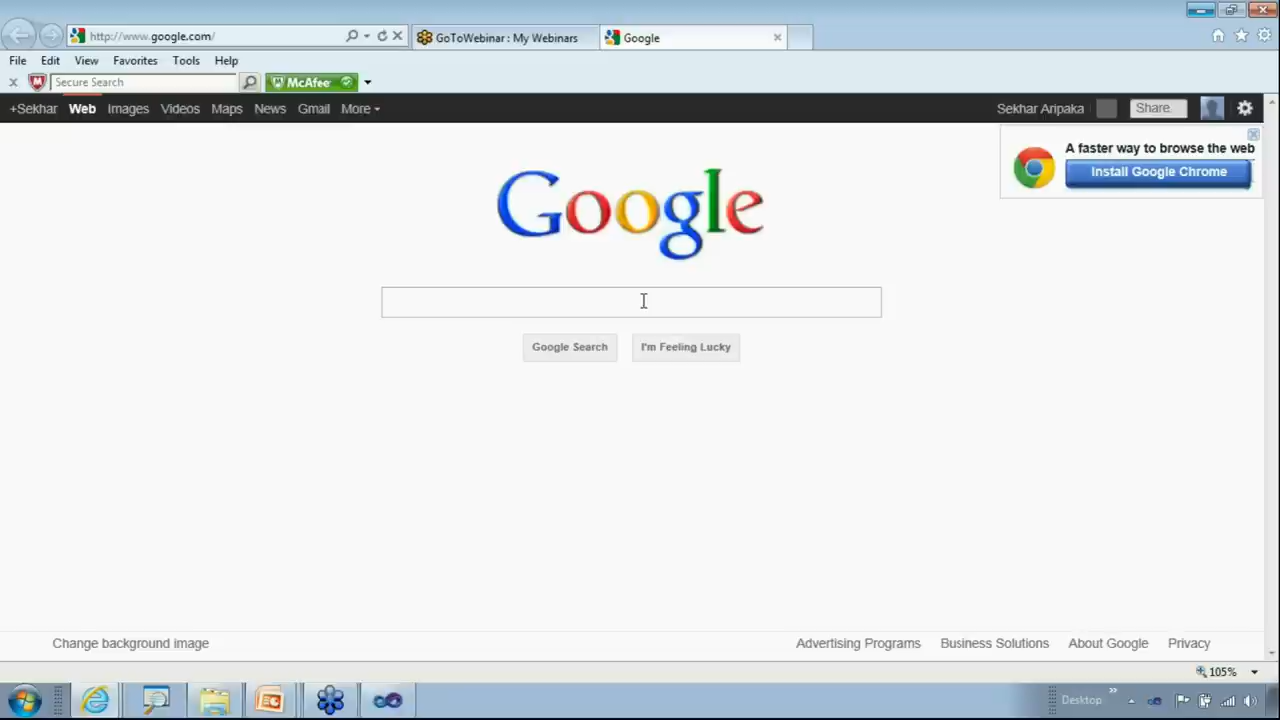 http://www.google.com/
GoToWebinar : My Webinars
Google
File Edit View Favorites Tools Help
Secure Search
McAfee
+Sekhar Web Images Videos Maps News Gmail More
Sekhar Aripaka
Share.
A faster way to browse the web
Install Google Chrome
Google
Google Search
I'm Feeling Lucky
Change background image
Advertising Programs Business Solutions About Google Privacy
105%
Desktop